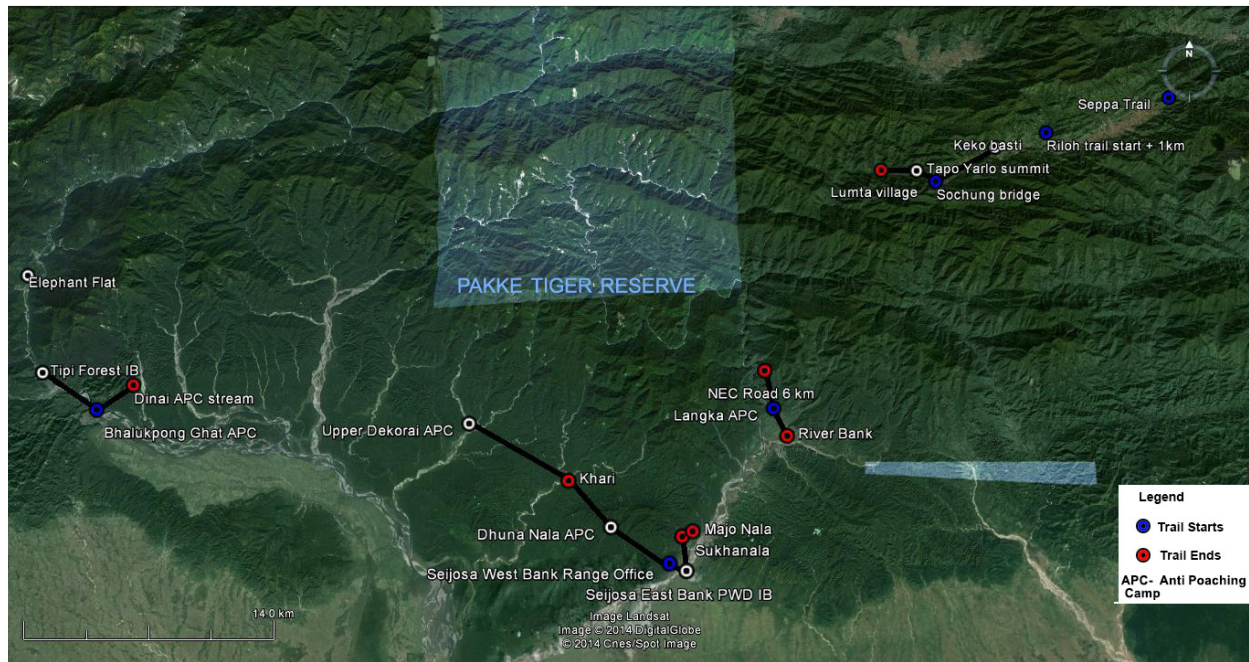 N
Seppa Trail
Keko basti
Riloh trail start + 1km
Tapo Yarlo summit
Lumta village
Sochung bridge
Elephant Flat
PAKKE TIGER RESERVE
Tipi Forest IB
Dinai APC stream
NEC Road 6 km
Langka APC
Bhalukpong Ghat APC
Upper Dekorai APC
River Bank
Khari
Legend
Trail Starts
Dhuna Nala APC
Majo Nala
Sukhanala
Trail Ends
Seijosa West Bank Range Office
APC- Anti Poaching
Camp
Seijosa East Bank PWD IB
14.0 km
Image Landsat
Image © 2014 DigitalGlobe
© 2014 Cnes/Spot Image